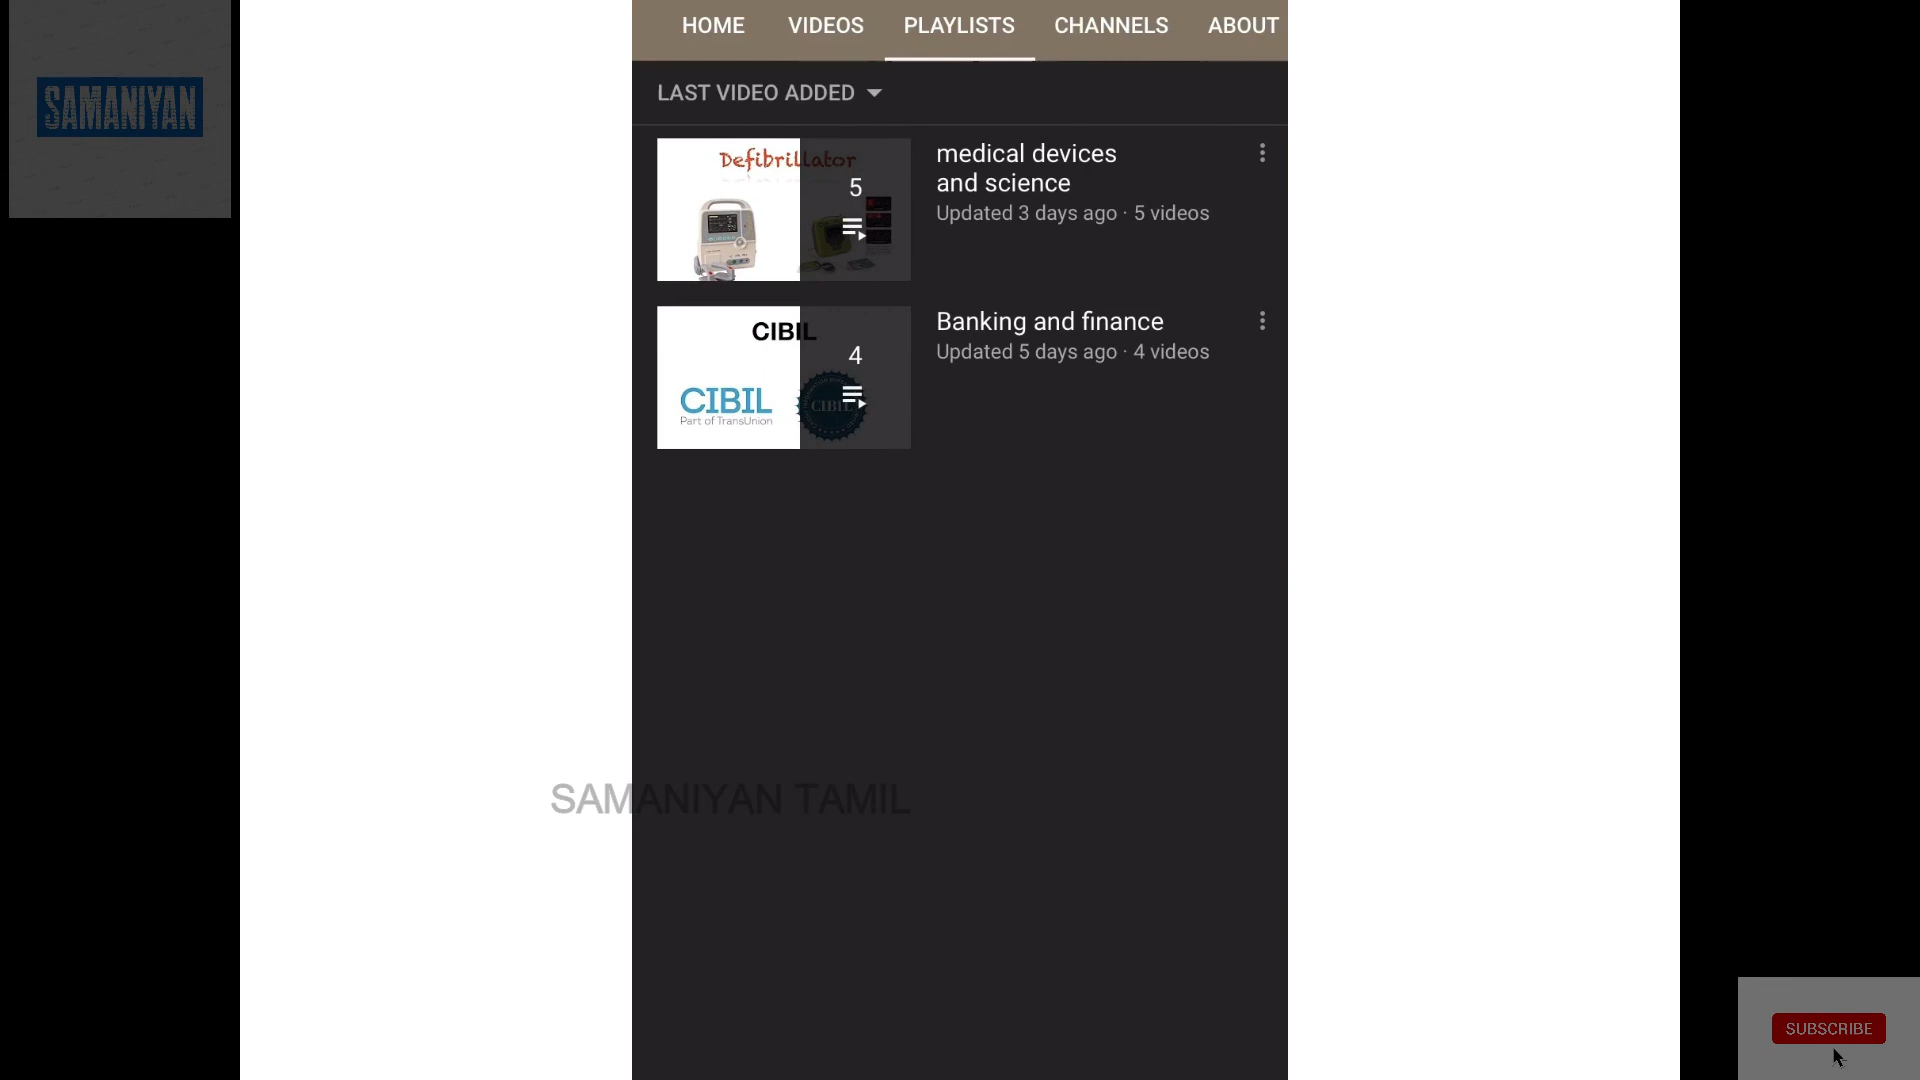 SAMANIYAN
HOME VIDEOS PLAYLISTS CHANNELS ABOUT
LAST VIDEO ADDED
Defibrillator
5
medical devices
and science
Updated 3 days ago · 5 videos
CIBIL
4
CIBIL
Part of TransUnion
CIBIL
Banking and finance
Updated 5 days ago · 4 videos
SAMANIYAN TAMIL
SUBSCRIBE